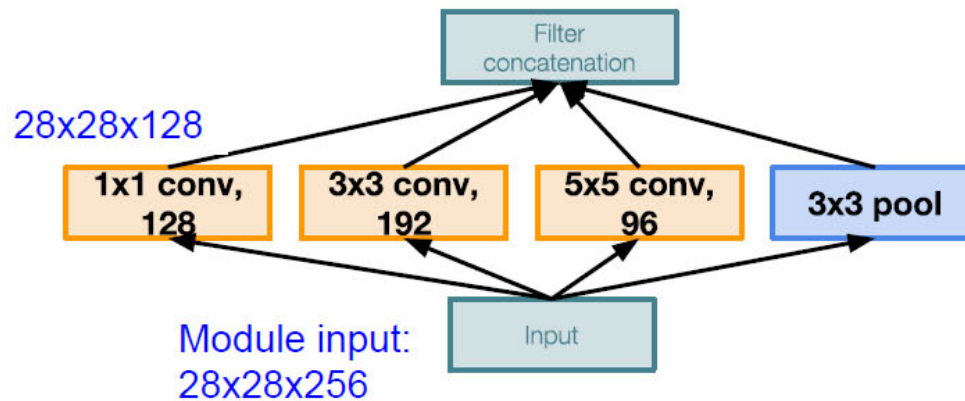 Filter
concatenation
28x28x128
1x1 conv,
128
3x3 conv,
192
5x5 conv,
96
3x3 pool
Input
Module input:
28x28x256